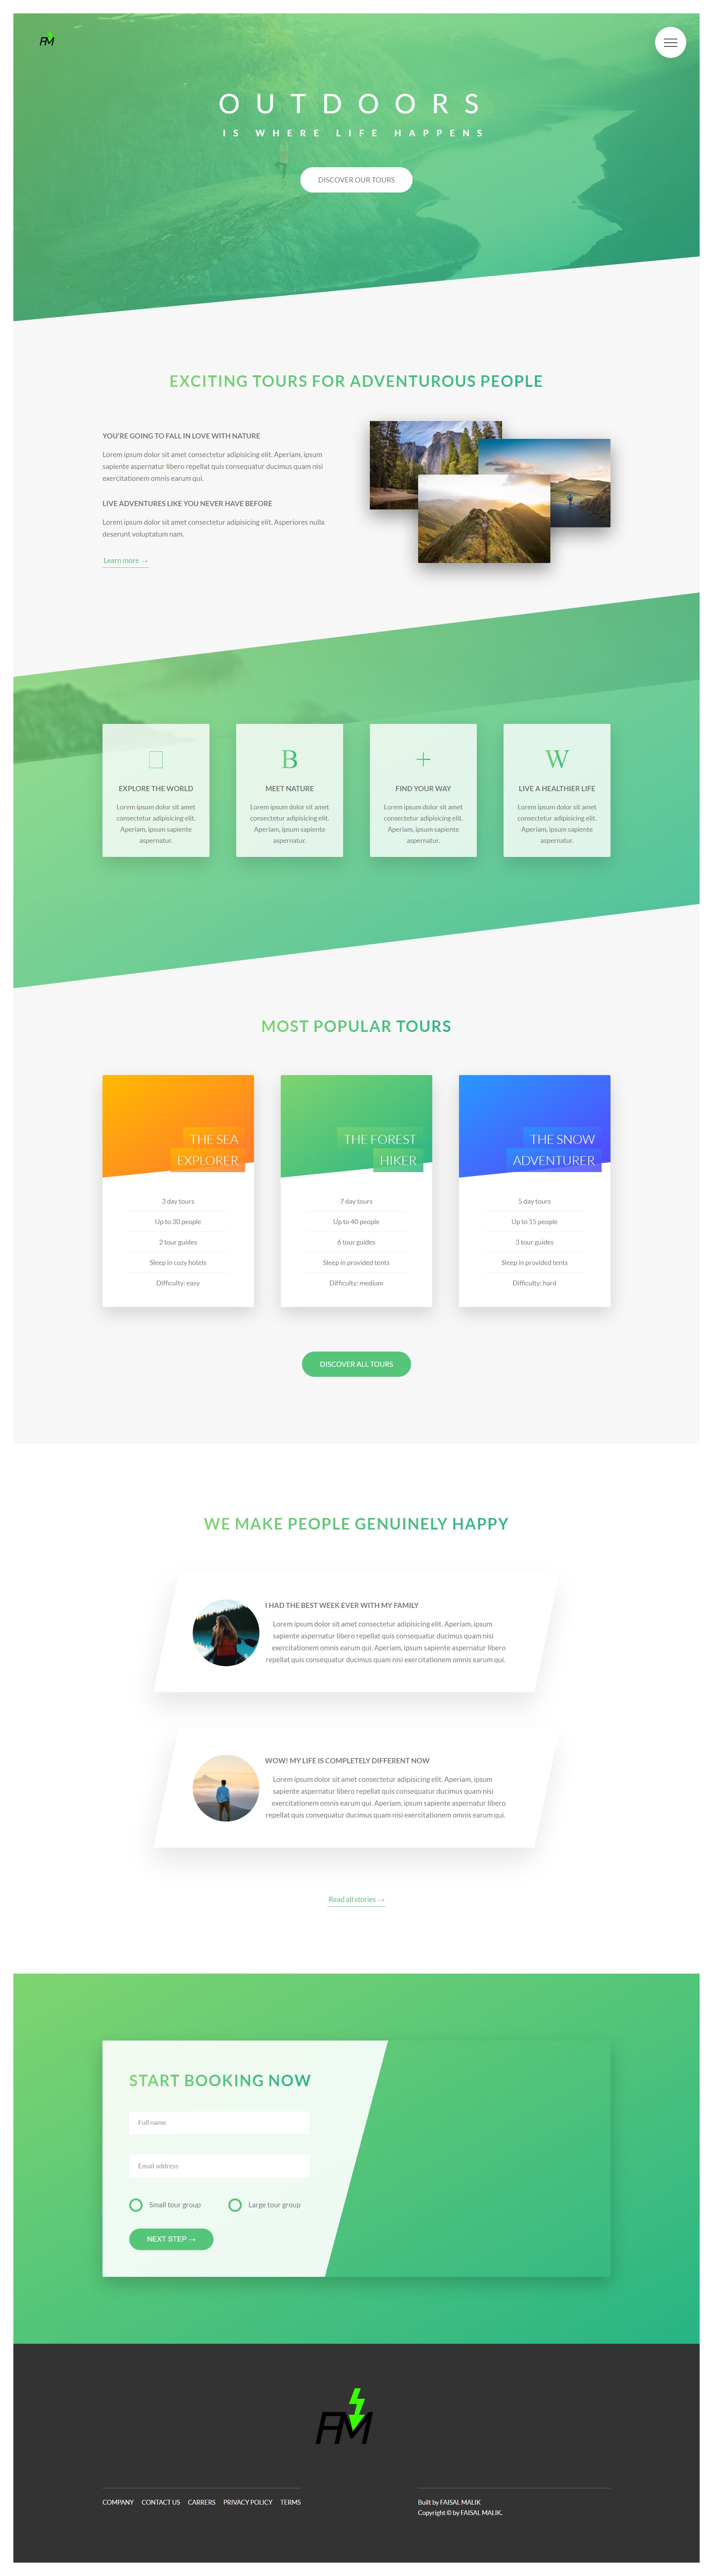 FM
OUTDOORS
IS WHERE LIFE HAPPENS
DISCOVER OUR TOURS
EXCITING TOURS FOR ADVENTUROUS PEOPLE
YOU'RE GOING TO FALL IN LOVE WITH NATURE
Lorem ipsum dolor sit amet consectetur adipisicing elit. Aperiam, ipsum
sapiente aspernatur libero repellat quis consequatur ducimus quam nisi
exercitationem omnis earum qui.
LIVE ADVENTURES LIKE YOU NEVER HAVE BEFORE
Lorem ipsum dolor sit amet consectetur adipisicing elit. Asperiores nulla
deserunt voluptatum nam.
Learn more →
EXPLORE THE WORLD
Lorem ipsum dolor sit amet
consectetur adipisicing elit.
Aperiam, ipsum sapiente
aspernatur.
B
MEET NATURE
Lorem ipsum dolor sit amet
consectetur adipisicing elit.
Aperiam, ipsum sapiente
aspernatur.
+
FIND YOUR WAY
Lorem ipsum dolor sit amet
consectetur adipisicing elit.
Aperiam, ipsum sapiente
aspernatur.
W
LIVE A HEALTHIER LIFE
Lorem ipsum dolor sit amet
consectetur adipisicing elit.
Aperiam, ipsum sapiente
aspernatur.
MOST POPULAR TOURS
THE SEA
EXPLORER
3 day tours
Up to 30 people
2 tour guides
Sleep in cozy hotels
Difficulty: easy
THE FOREST
HIKER
7 day tours
Up to 40 people
6 tour guides
Sleep in provided tents
Difficulty: medium
THE SNOW
ADVENTURER
5 day tours
Up to 15 people
3 tour guides
Sleep in provided tents
Difficulty: hard
DISCOVER ALL TOURS
WE MAKE PEOPLE GENUINELY HAPPY
I HAD THE BEST WEEK EVER WITH MY FAMILY
Lorem ipsum dolor sit amet consectetur adipisicing elit. Aperiam, ipsum
sapiente aspernatur libero repellat quis consequatur ducimus quam nisi
exercitationem omnis earum qui. Aperiam, ipsum sapiente aspernatur libero
repellat quis consequatur ducimus quam nisi exercitationem omnis earum qui.
WOW! MY LIFE IS COMPLETELY DIFFERENT NOW
Lorem ipsum dolor sit amet consectetur adipisicing elit. Aperiam, ipsum
sapiente aspernatur libero repellat quis consequatur ducimus quam nisi
exercitationem omnis earum qui. Aperiam, ipsum sapiente aspernatur libero
repellat quis consequatur ducimus quam nisi exercitationem omnis earum qui.
Read all stories →
START BOOKING NOW
Full name
Email address
Small tour group
Large tour group
NEXT STEP →
FM
COMPANY CONTACT US CARRERS PRIVACY POLICY TERMS
Built by FAISAL MALIK
Copyright © by FAISAL MALIK.